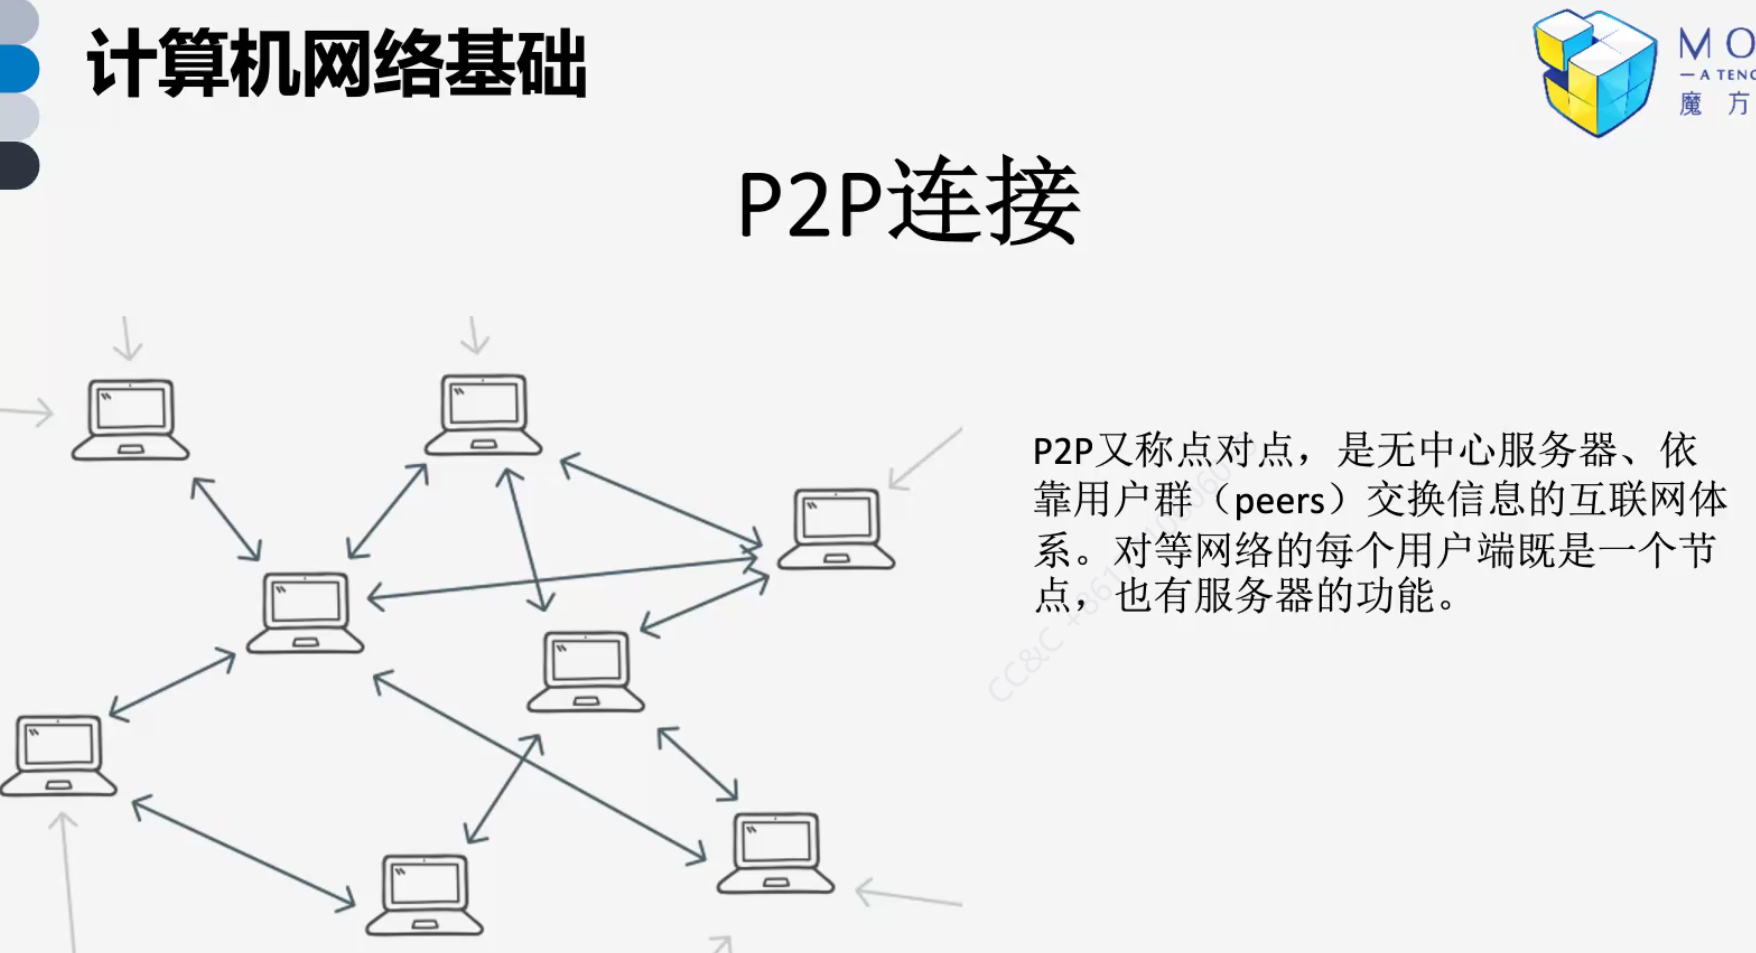 计算机网络基础
MO
—A TENC
魔 方
P2P连接
P2P又称点对点，是无中心服务器、依
靠用户群（peers）交换信息的互联网体
系。对等网络的每个用户端既是一个节
点，也有服务器的功能。